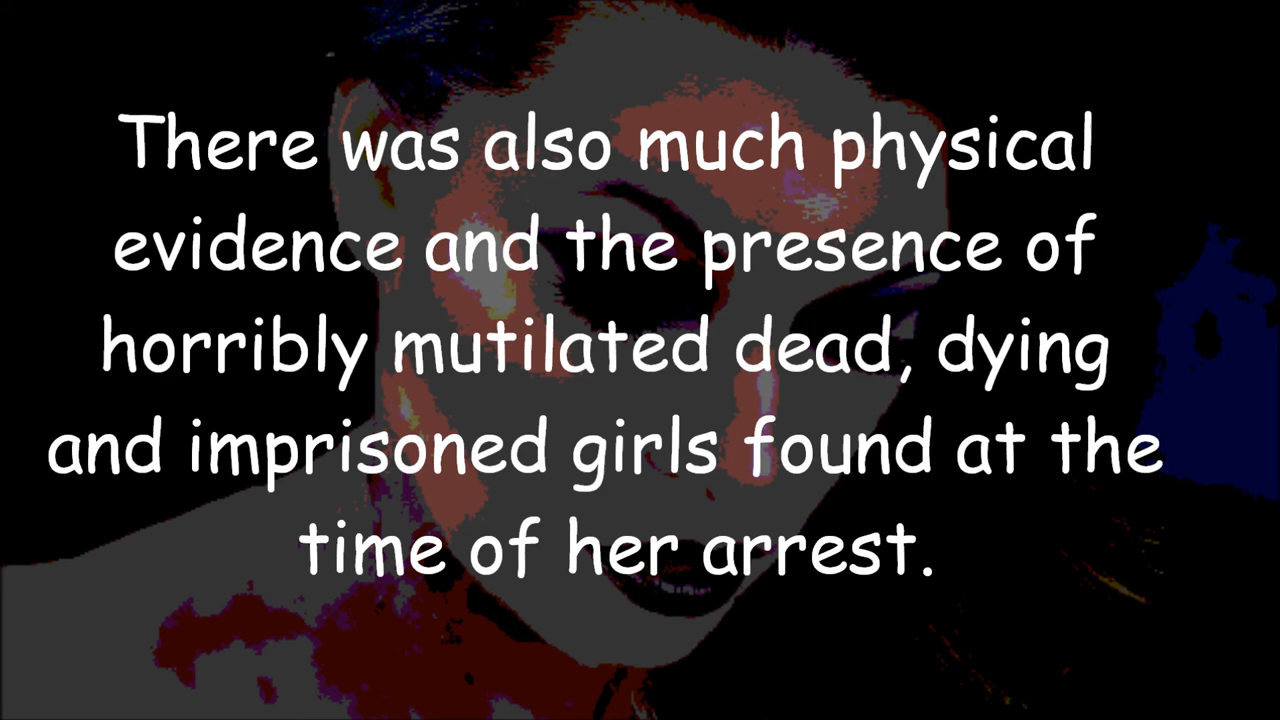 There was also much physical
evidence and the presence of
horribly mutilated dead, dying
and imprisoned girls found at the
time of her arrest.